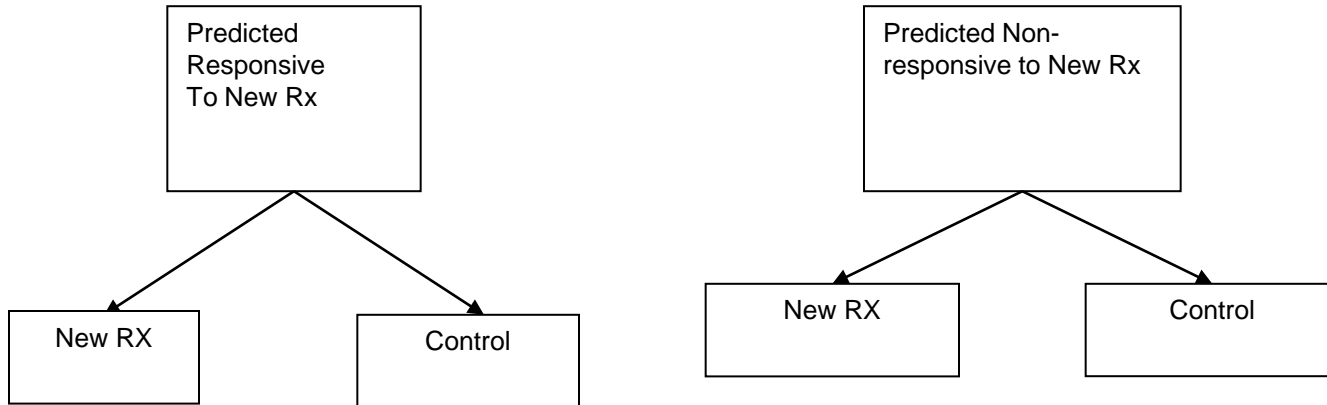 Predicted
Responsive
To New Rx
Predicted Non-
responsive to New Rx
New RX
Control
New RX
Control